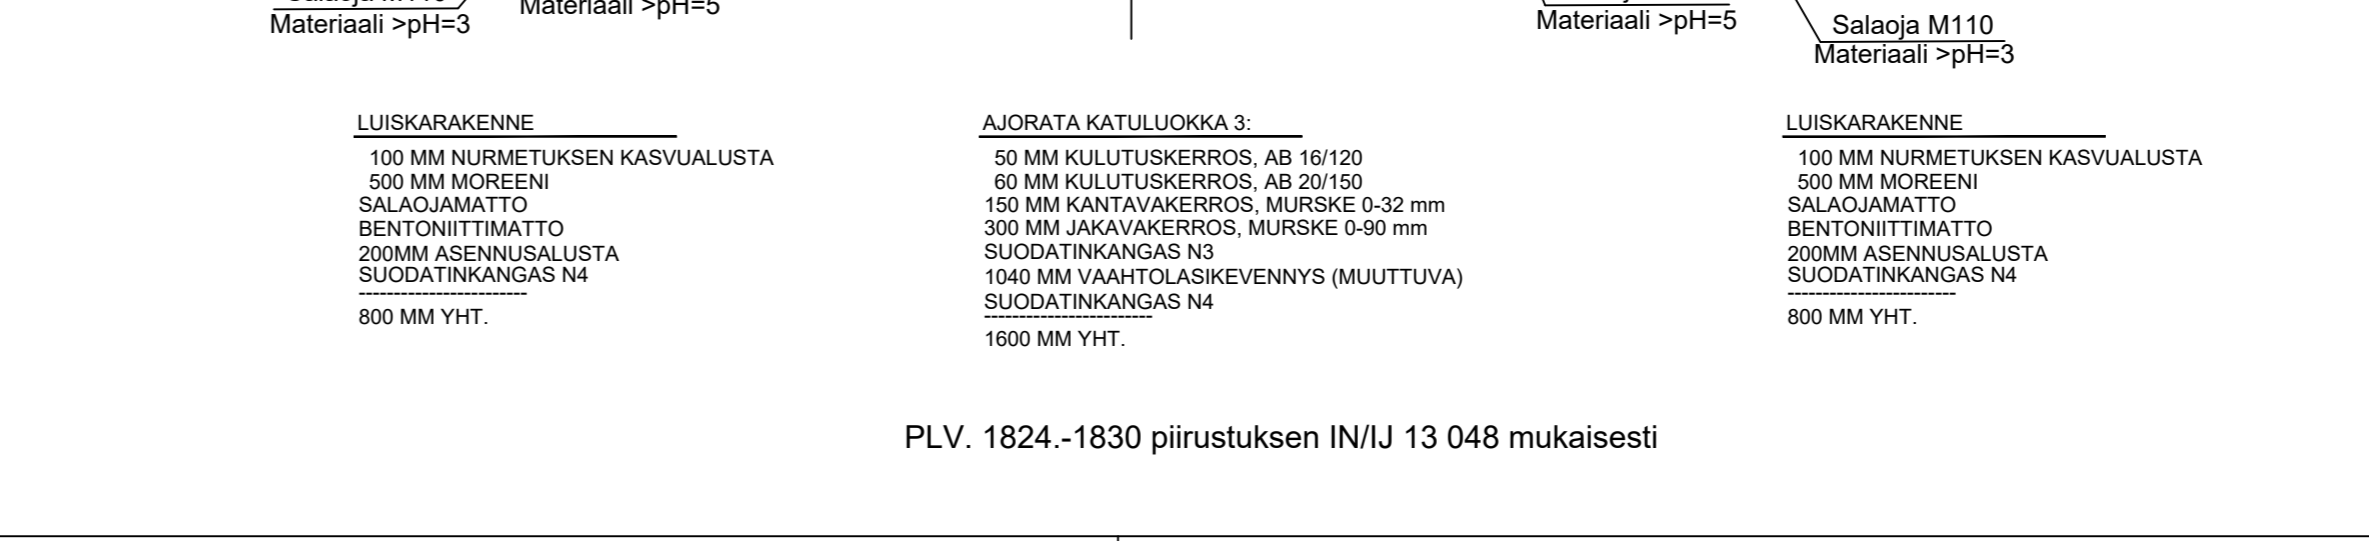 Materiaali >pH=3
Materiaali >pH=5
Materiaali >pH=5
Salaoja M110
Materiaali >pH=3
LUISKARAKENNE
100 MM NURMETUKSEN KASVUALUSTA
500 MM MOREENI
SALAOJAMATTO
BENTONIITTIMATTO
200MM ASENNUSALUSTA
SUODATINKANGAS N4
------------------------
800 MM YHT.
AJORATA KATULUOKKA 3:
50 MM KULUTUSKERROS, AB 16/120
60 MM KULUTUSKERROS, AB 20/150
150 MM KANTAVAKERROS, MURSKE 0-32 mm
300 MM JAKAVAKERROS, MURSKE 0-90 mm
SUODATINKANGAS N3
1040 MM VAAHTOLASIKEVENNYS (MUUTTUVA)
SUODATINKANGAS N4
------------------------
1600 MM YHT.
LUISKARAKENNE
100 MM NURMETUKSEN KASVUALUSTA
500 MM MOREENI
SALAOJAMATTO
BENTONIITTIMATTO
200MM ASENNUSALUSTA
SUODATINKANGAS N4
------------------------
800 MM YHT.
PLV. 1824.-1830 piirustuksen IN/IJ 13 048 mukaisesti